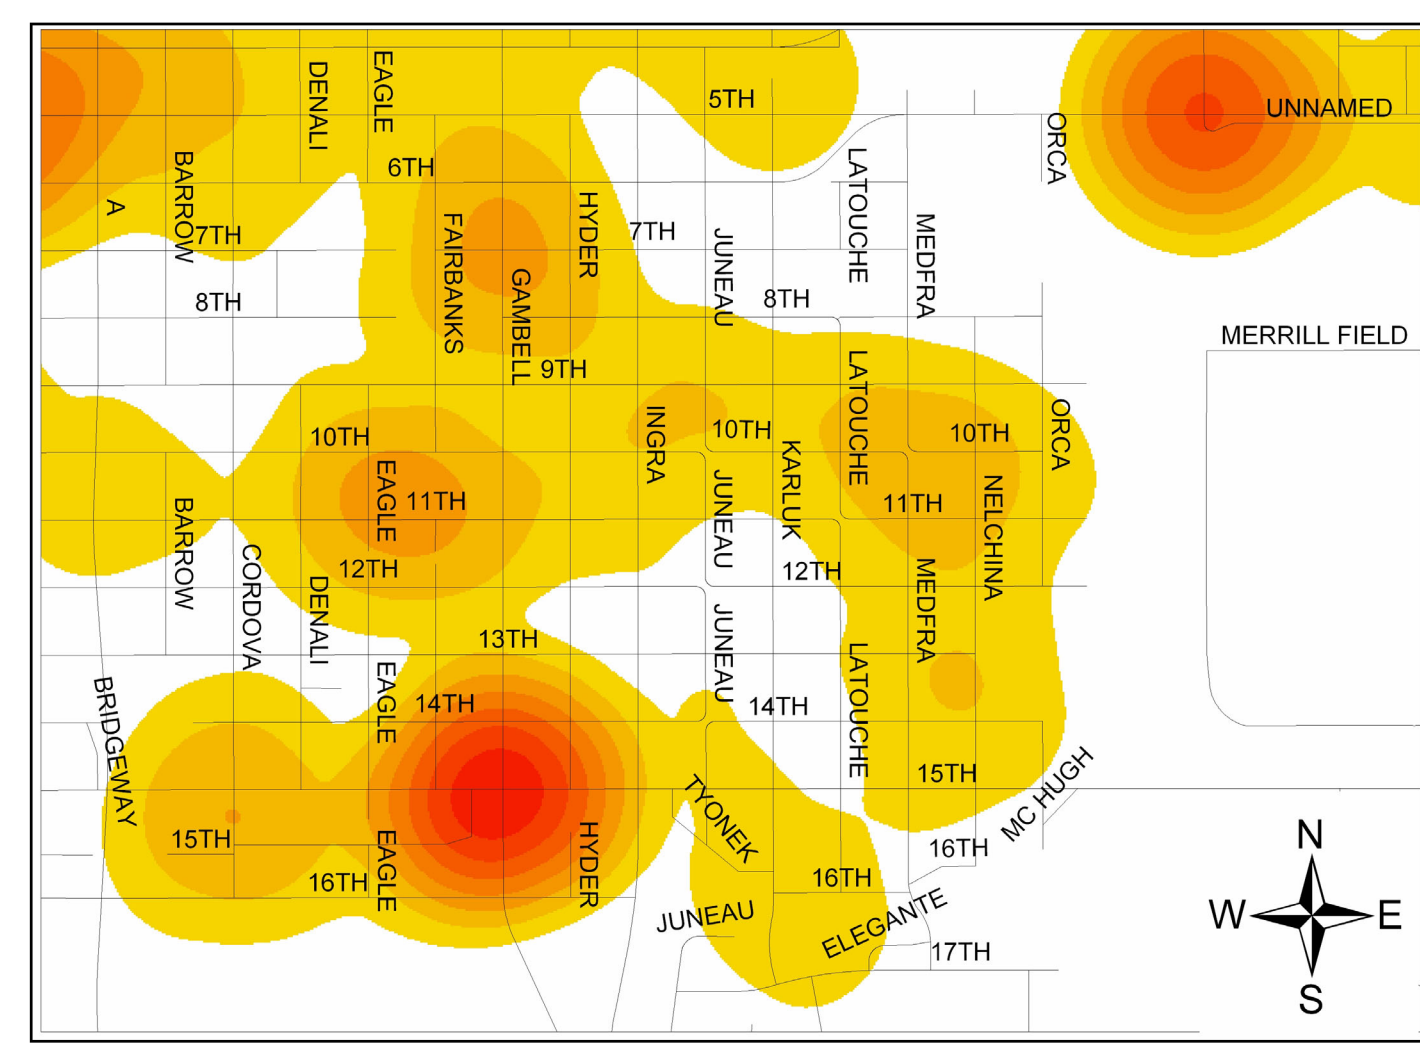 EAGLE
DENALI
5TH
UNNAMED
ORCA
BARROW
6TH
LATOUCHE
A
HYDER
FAIRBANKS
7TH
7TH
JUNEAU
MEDFRA
GAMBELL
8TH
8TH
MERRILL FIELD
9TH
LATOUCHE
ORCA
INGRA
10TH
10TH
10TH
KARLUK
EAGLE
11TH
JUNEAU
11TH
NELCHINA
BARROW
CORDOVA
12TH
12TH
MEDFRA
DENALI
JUNEAU
13TH
LATOUCHE
EAGLE
BRIDGEWAY
14TH
14TH
15TH
MC HUGH
TYONEK
15TH
EAGLE
HYDER
16TH
N
16TH
16TH
JUNEAU
ELEGANTE
W
E
17TH
S